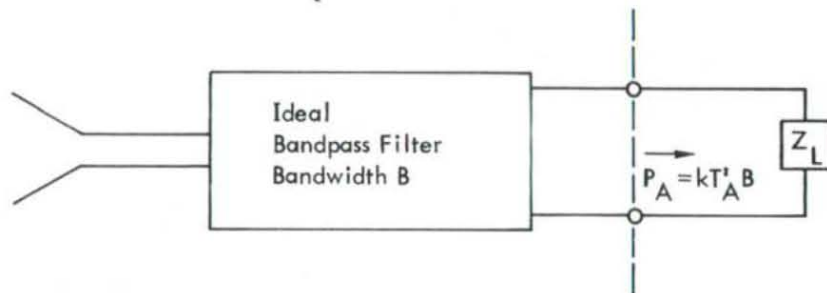 Ideal
Bandpass Filter
Bandwidth B
Z_L
P_A = kT'_A B